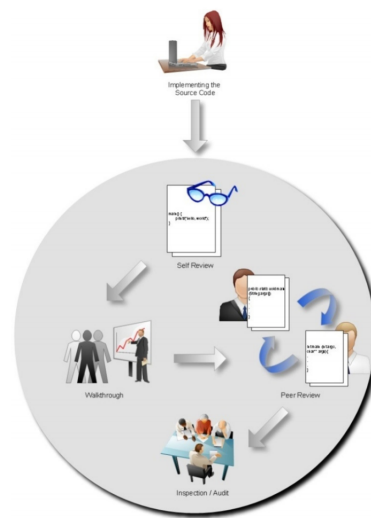 Implementing the
Source Code
Self Review
Walkthrough
Peer Review
Inspection / Audit